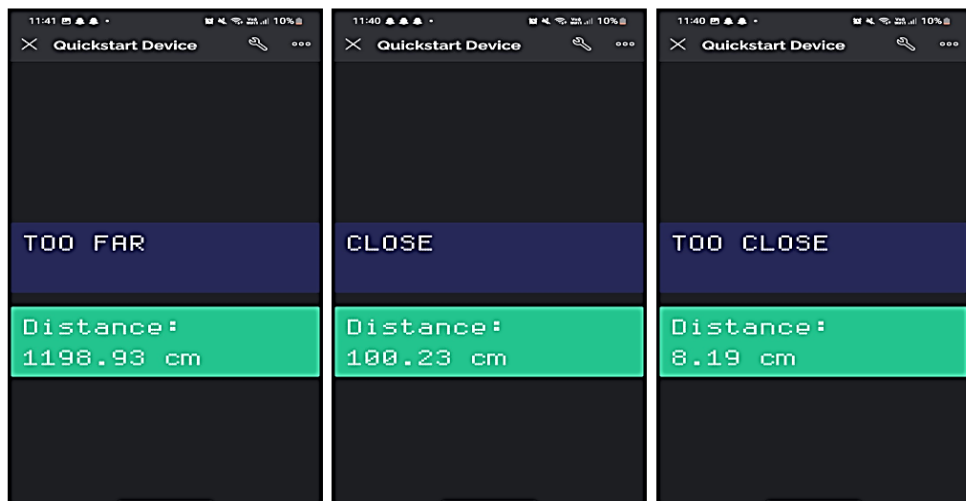 11:41
10%
Quickstart Device
TOO FAR
Distance:
1198.93 cm
11:40
10%
Quickstart Device
CLOSE
Distance:
100.23 cm
11:40
10%
Quickstart Device
TOO CLOSE
Distance:
8.19 cm